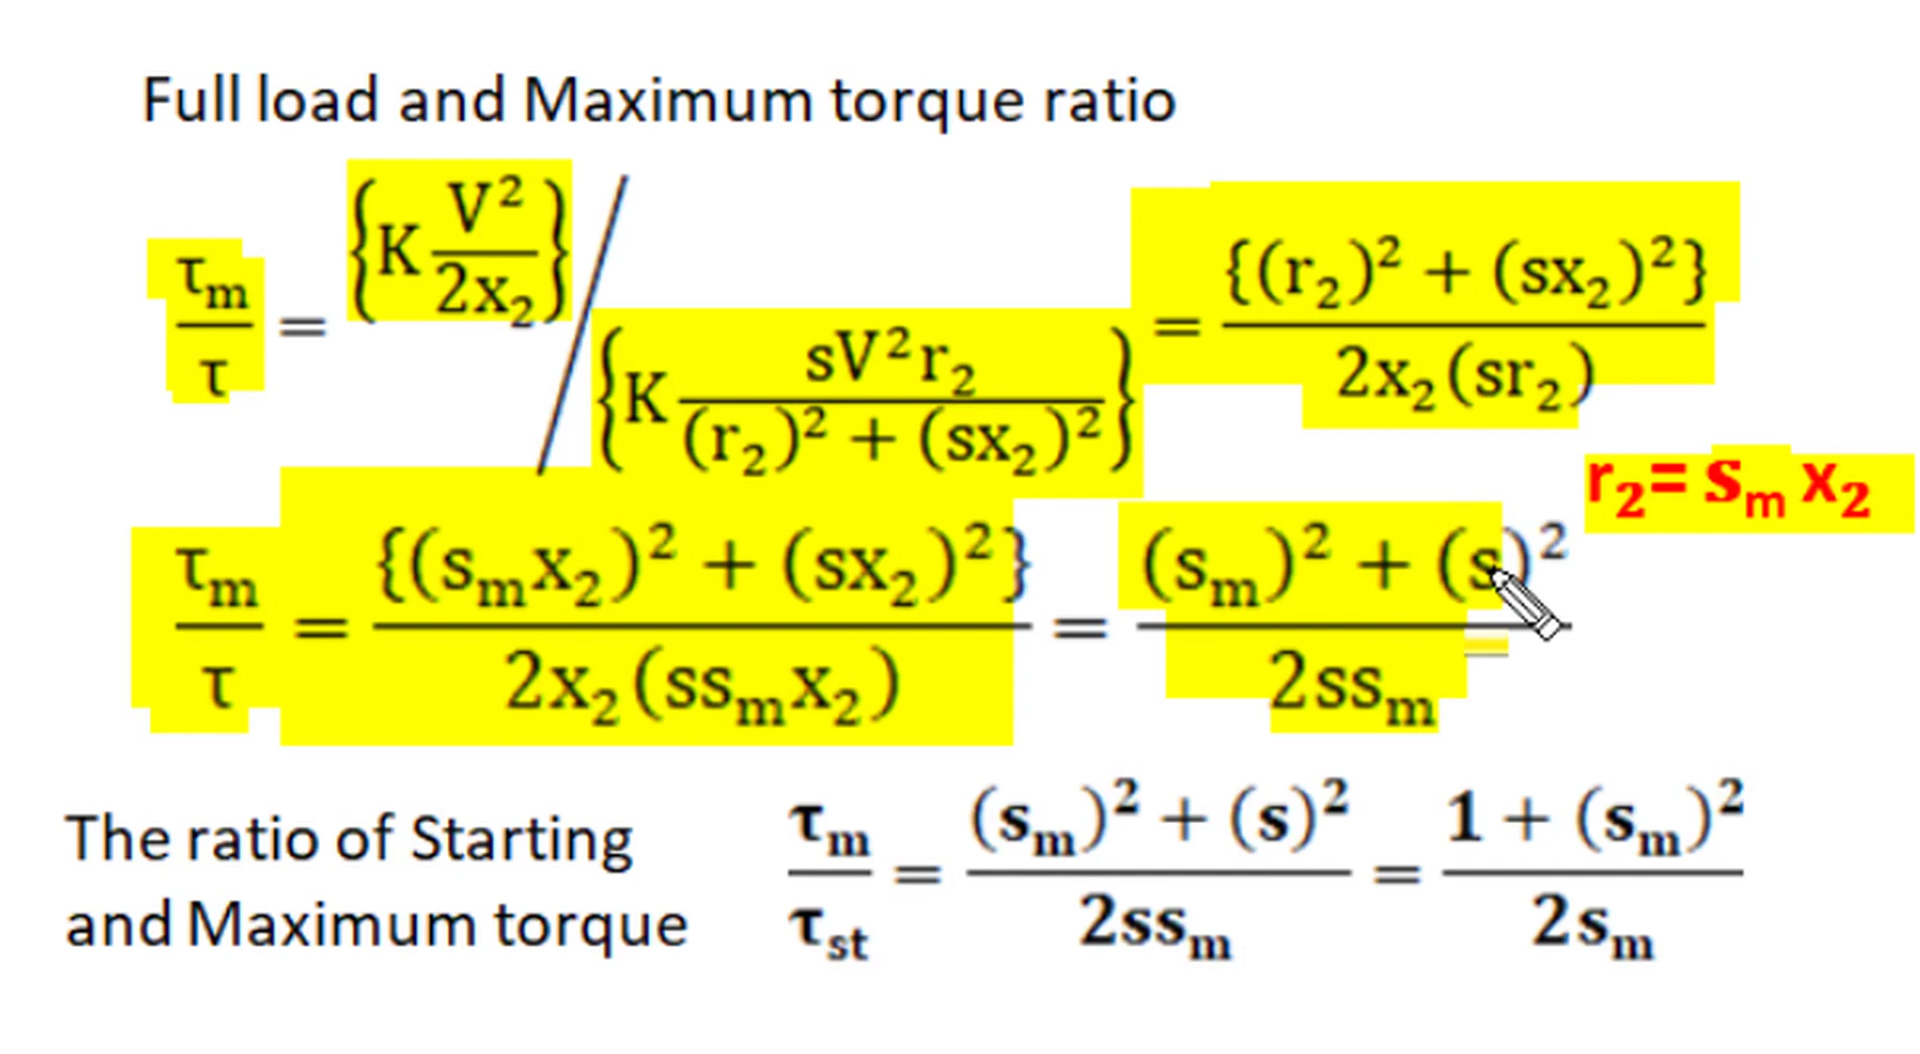 Full load and Maximum torque ratio
τₘ/τ = {K V²/2x₂} / {K sV²r₂/((r₂)² + (sx₂)²)} = {(r₂)² + (sx₂)²}/2x₂(sr₂)
r₂= sₘ x₂
τₘ/τ = {(sₘx₂)² + (sx₂)²}/2x₂(ssₘx₂) = (sₘ)² + (s)²/2ssₘ
The ratio of Starting
and Maximum torque
τₘ/τₛₜ = (sₘ)² + (s)²/2ssₘ = 1 + (sₘ)²/2sₘ